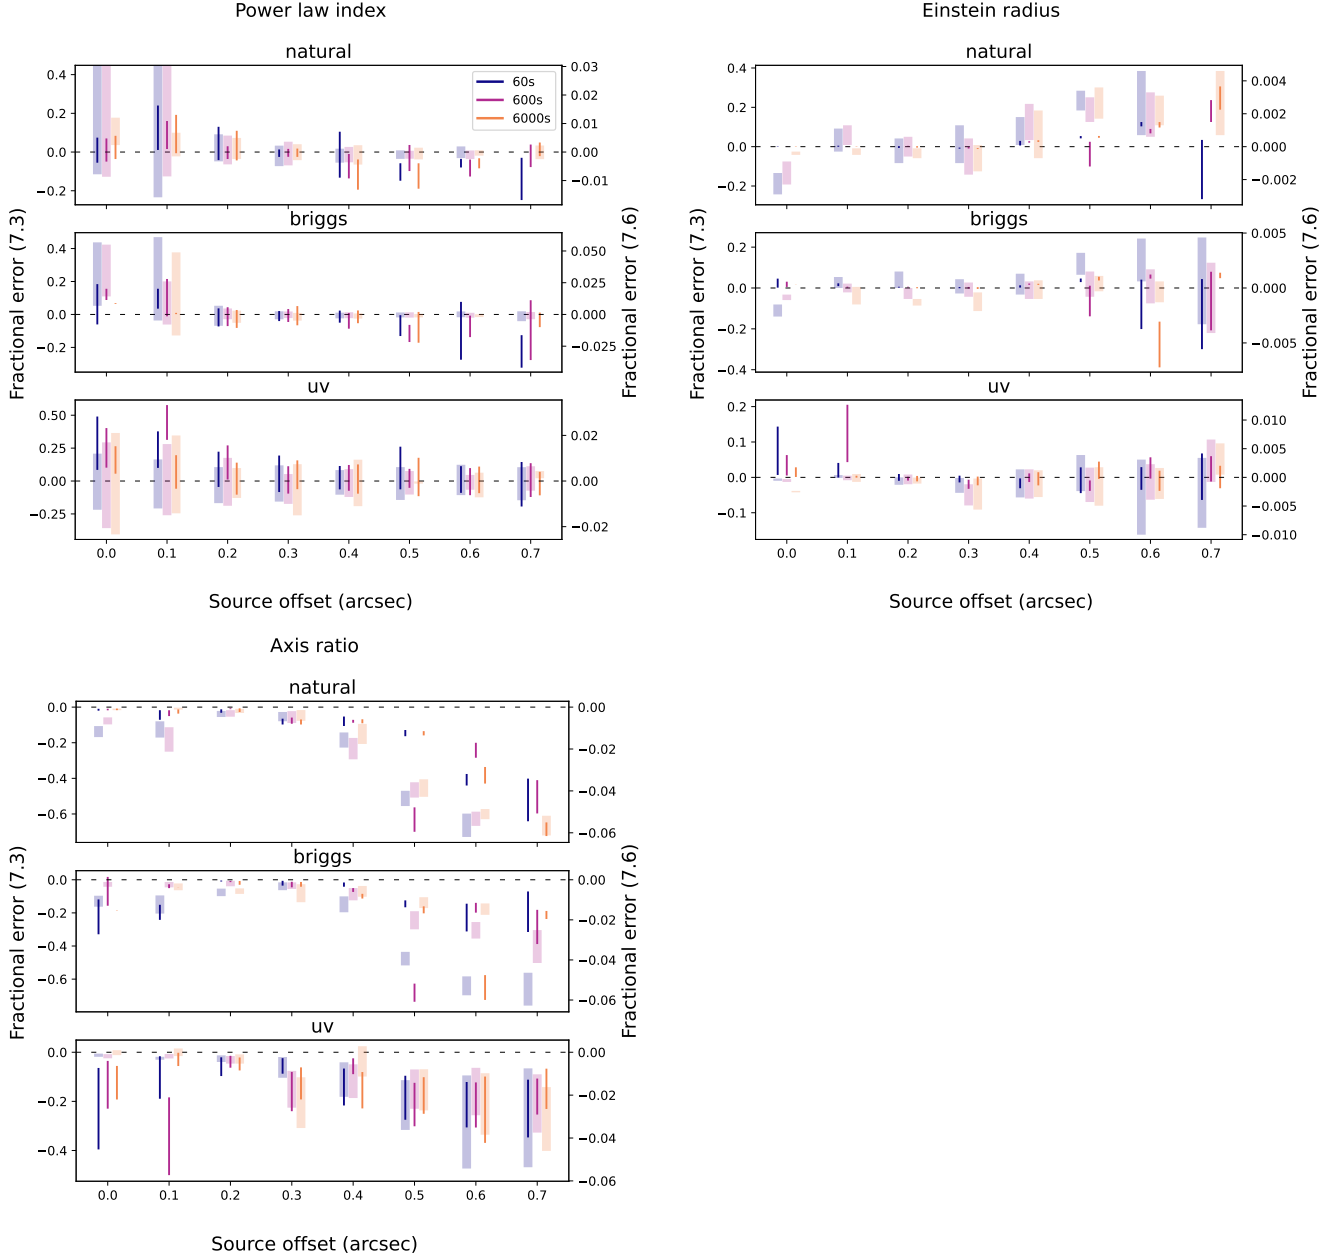 Power law index
natural
0.4
0.2
0.0
−0.2
0.03
0.02
0.01
0.00
−0.01
60s
600s
6000s
briggs
0.4
0.2
0.0
−0.2
0.050
0.025
0.000
−0.025
uv
0.50
0.25
0.00
−0.25
0.02
0.00
−0.02
0.0 0.1 0.2 0.3 0.4 0.5 0.6 0.7
Fractional error (7.3)
Fractional error (7.6)
Source offset (arcsec)
Einstein radius
natural
0.4
0.2
0.0
−0.2
0.004
0.002
0.000
−0.002
briggs
0.2
0.0
−0.2
−0.4
0.005
0.000
−0.005
uv
0.2
0.1
0.0
−0.1
0.010
0.005
0.000
−0.005
−0.010
0.0 0.1 0.2 0.3 0.4 0.5 0.6 0.7
Fractional error (7.3)
Fractional error (7.6)
Source offset (arcsec)
Axis ratio
natural
0.0
−0.2
−0.4
−0.6
0.00
−0.02
−0.04
−0.06
briggs
0.0
−0.2
−0.4
−0.6
0.00
−0.02
−0.04
−0.06
uv
0.0
−0.2
−0.4
0.00
−0.02
−0.04
−0.06
0.0 0.1 0.2 0.3 0.4 0.5 0.6 0.7
Fractional error (7.3)
Fractional error (7.6)
Source offset (arcsec)